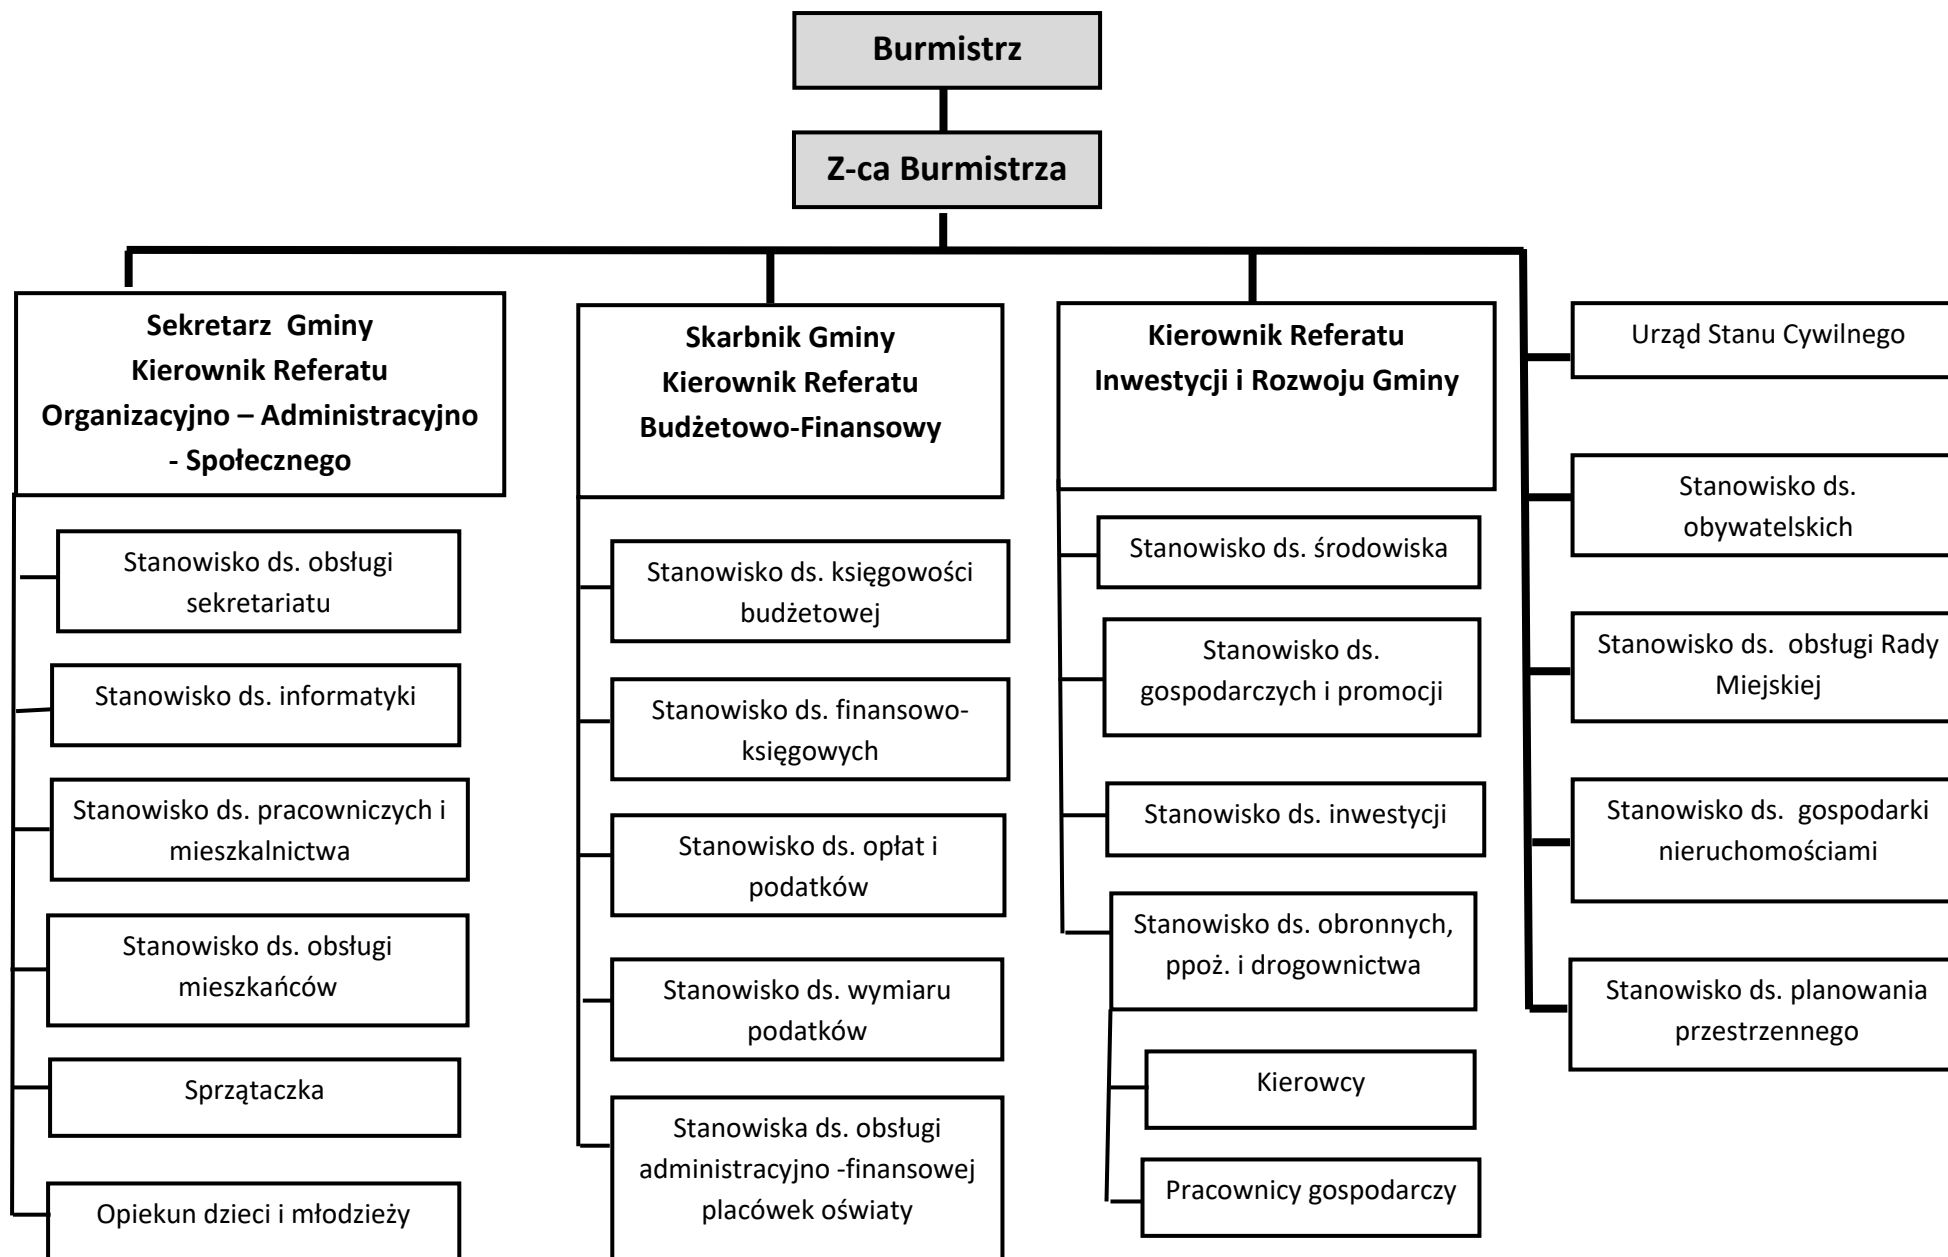 Burmistrz
Z-ca Burmistrza
Sekretarz Gminy
Kierownik Referatu
Organizacyjno – Administracyjno
- Społecznego
Stanowisko ds. obsługi
sekretariatu
Stanowisko ds. informatyki
Stanowisko ds. pracowniczych i
mieszkalnictwa
Stanowisko ds. obsługi
mieszkańców
Sprzątaczka
Opiekun dzieci i młodzieży
Skarbnik Gminy
Kierownik Referatu
Budżetowo-Finansowy
Stanowisko ds. księgowości
budżetowej
Stanowisko ds. finansowo-
księgowych
Stanowisko ds. opłat i
podatków
Stanowisko ds. wymiaru
podatków
Stanowiska ds. obsługi
administracyjno -finansowej
placówek oświaty
Kierownik Referatu
Inwestycji i Rozwoju Gminy
Stanowisko ds. środowiska
Stanowisko ds.
gospodarczych i promocji
Stanowisko ds. inwestycji
Stanowisko ds. obronnych,
ppoż. i drogownictwa
Kierowcy
Pracownicy gospodarczy
Urząd Stanu Cywilnego
Stanowisko ds.
obywatelskich
Stanowisko ds. obsługi Rady
Miejskiej
Stanowisko ds. gospodarki
nieruchomościami
Stanowisko ds. planowania
przestrzennego